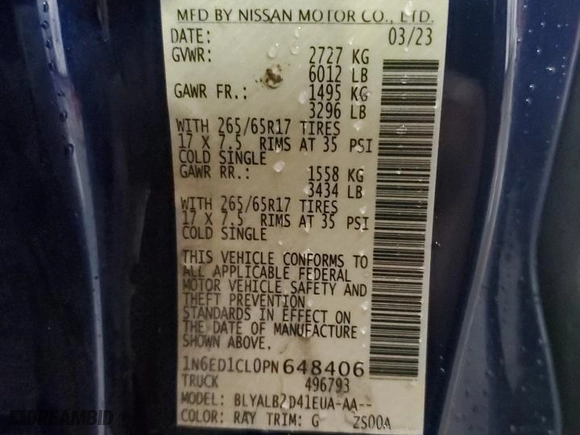 MFD BY NISSAN MOTOR CO., LTD.
DATE: 03/23
GVWR: 2727 KG
6012 LB
GAWR FR.: 1495 KG
3296 LB
WITH 265/65R17 TIRES
17 X 7.5 RIMS AT 35 PSI
COLD SINGLE
GAWR RR.: 1558 KG
3434 LB
WITH 265/65R17 TIRES
17 X 7.5 RIMS AT 35 PSI
COLD SINGLE
THIS VEHICLE CONFORMS TO
ALL APPLICABLE FEDERAL
MOTOR VEHICLE SAFETY AND
THEFT PREVENTION
STANDARDS IN EFFECT ON
THE DATE OF MANUFACTURE
SHOWN ABOVE.
1N6ED1CL0PN648406
TRUCK 496793
MODEL: BLYALB2D41EUA-AA--
COLOR: RAY TRIM: G ZS00A
IDREAMBID